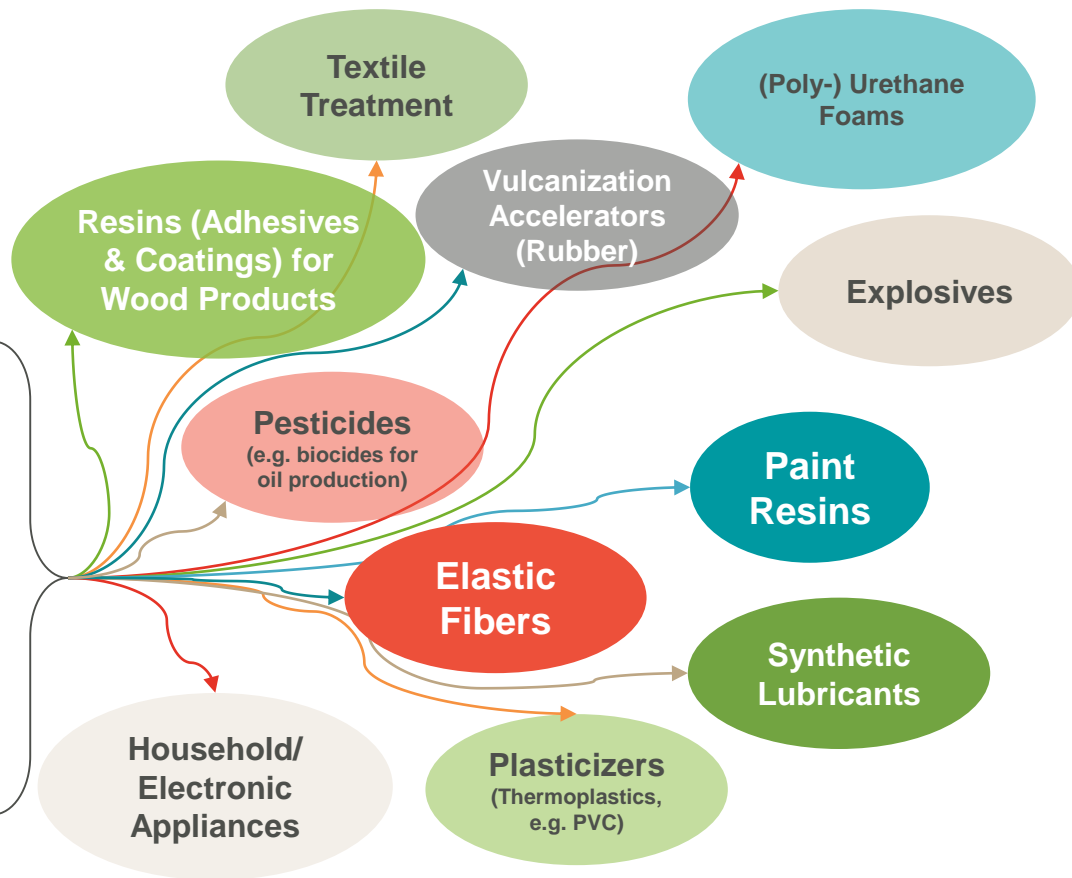 Textile
Treatment
(Poly-) Urethane
Foams
Resins (Adhesives
& Coatings) for
Wood Products
Vulcanization
Accelerators
(Rubber)
Explosives
Pesticides
(e.g. biocides for
oil production)
Paint
Resins
Elastic
Fibers
Synthetic
Lubricants
Household/
Electronic
Appliances
Plasticizers
(Thermoplastics,
e.g. PVC)